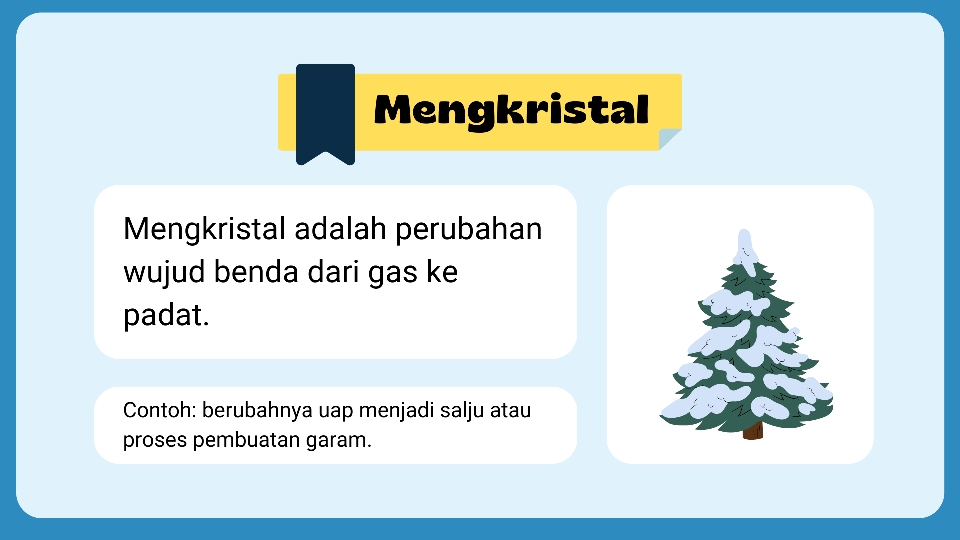 Mengkristal
Mengkristal adalah perubahan
wujud benda dari gas ke
padat.
Contoh: berubahnya uap menjadi salju atau
proses pembuatan garam.